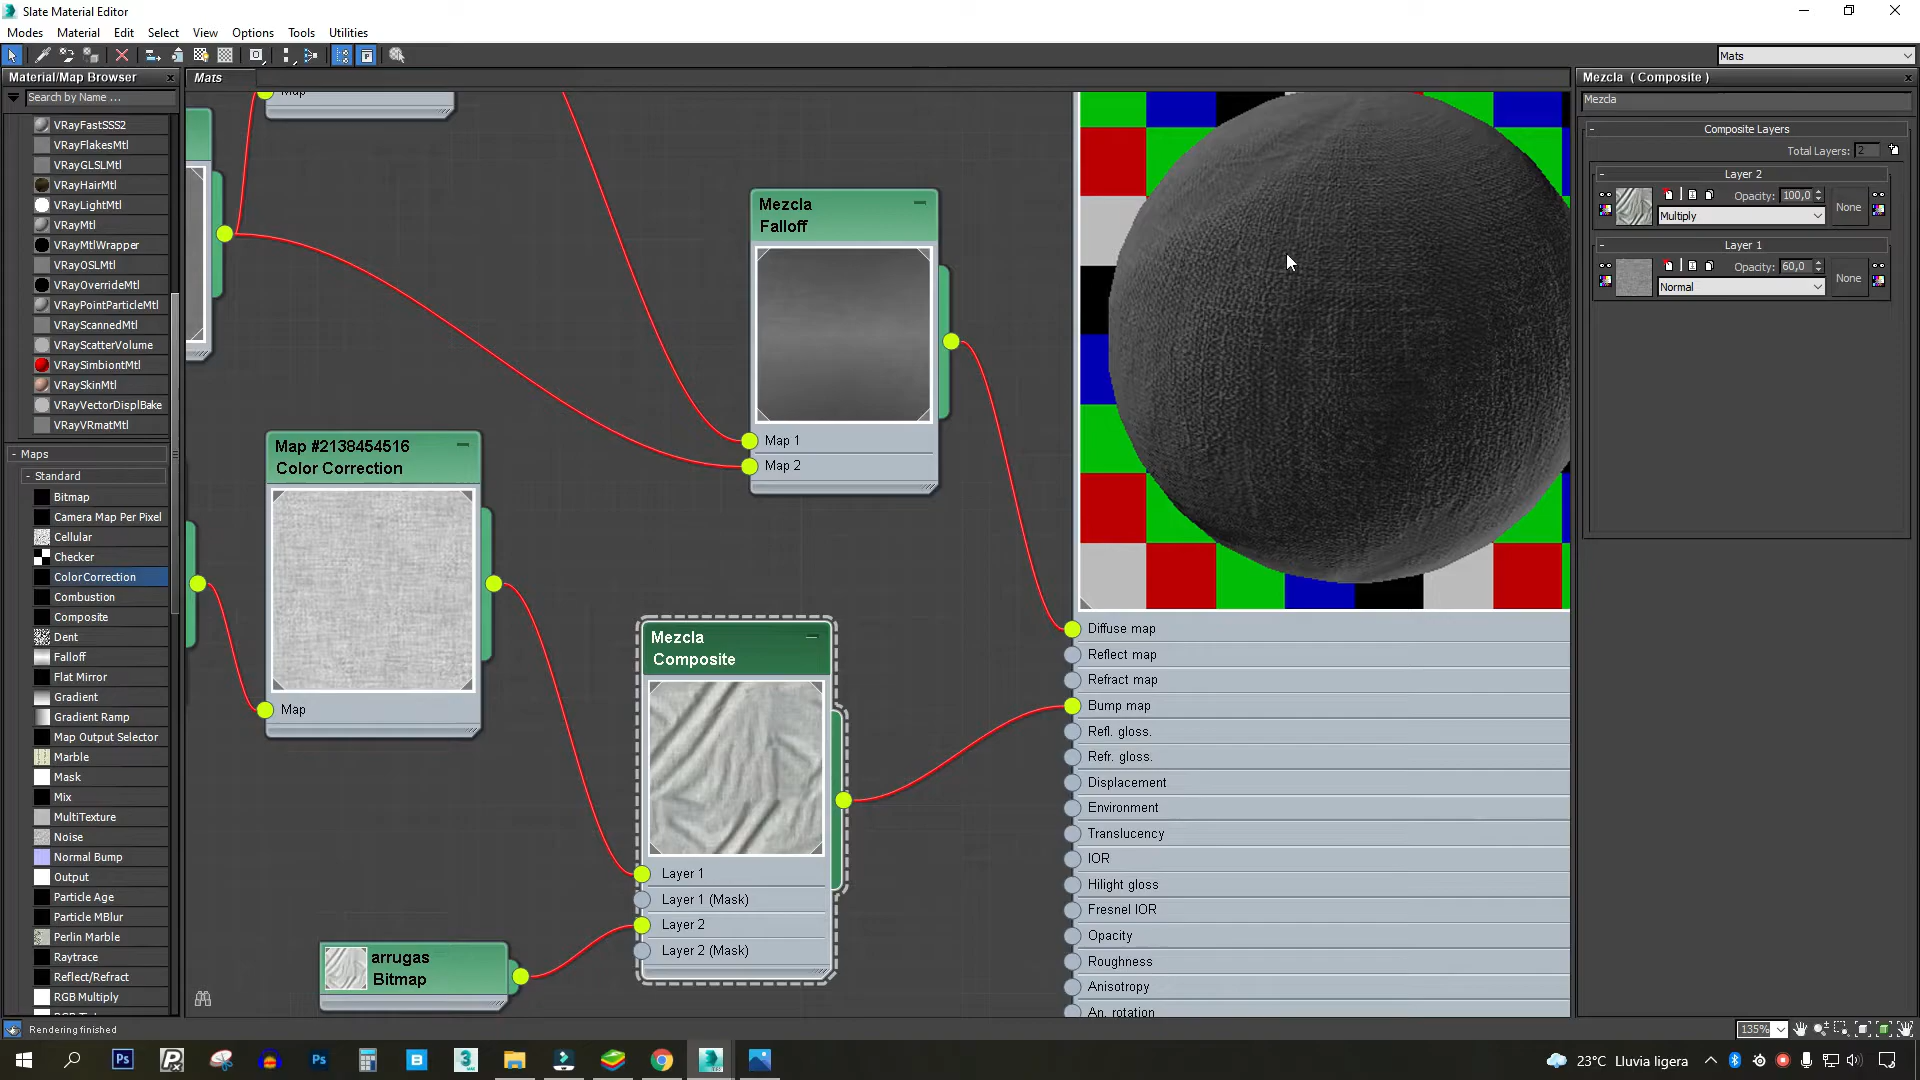 Slate Material Editor
Modes Material Edit Select View Options Tools Utilities
Mats
Material/Map Browser
Search by Name ...
VRayFastSSS2
VRayFlakesMtl
VRayGLSLMtl
VRayHairMtl
VRayLightMtl
VRayMtl
VRayMtlWrapper
VRayOSLMtl
VRayOverrideMtl
VRayPointParticleMtl
VRayScannedMtl
VRayScatterVolume
VRaySimbiontMtl
VRaySkinMtl
VRayVectorDisplBake
VRayVRmatMtl
- Maps
- Standard
Bitmap
Camera Map Per Pixel
Cellular
Checker
Color Correction
Combustion
Composite
Dent
Falloff
Flat Mirror
Gradient
Gradient Ramp
Map Output Selector
Marble
Mask
Mix
MultiTexture
Noise
Normal Bump
Output
Particle Age
Particle MBlur
Perlin Marble
Raytrace
Reflect/Refract
RGB Multiply
Mats
Map
Mezcla
Falloff
Map 1
Map 2
Map #2138454516
Color Correction
Map
Mezcla
Composite
Layer 1
Layer 1 (Mask)
Layer 2
Layer 2 (Mask)
arrugas
Bitmap
Diffuse map
Reflect map
Refract map
Bump map
Refl. gloss.
Refr. gloss.
Displacement
Environment
Translucency
IOR
Hilight gloss
Fresnel IOR
Opacity
Roughness
Anisotropy
An. rotation
Mezcla ( Composite )
Mezcla
Composite Layers
Total Layers: 2
Layer 2
Opacity: 100,0
None
Multiply
Layer 1
Opacity: 60,0
None
Normal
Rendering finished
135%
23°C Lluvia ligera